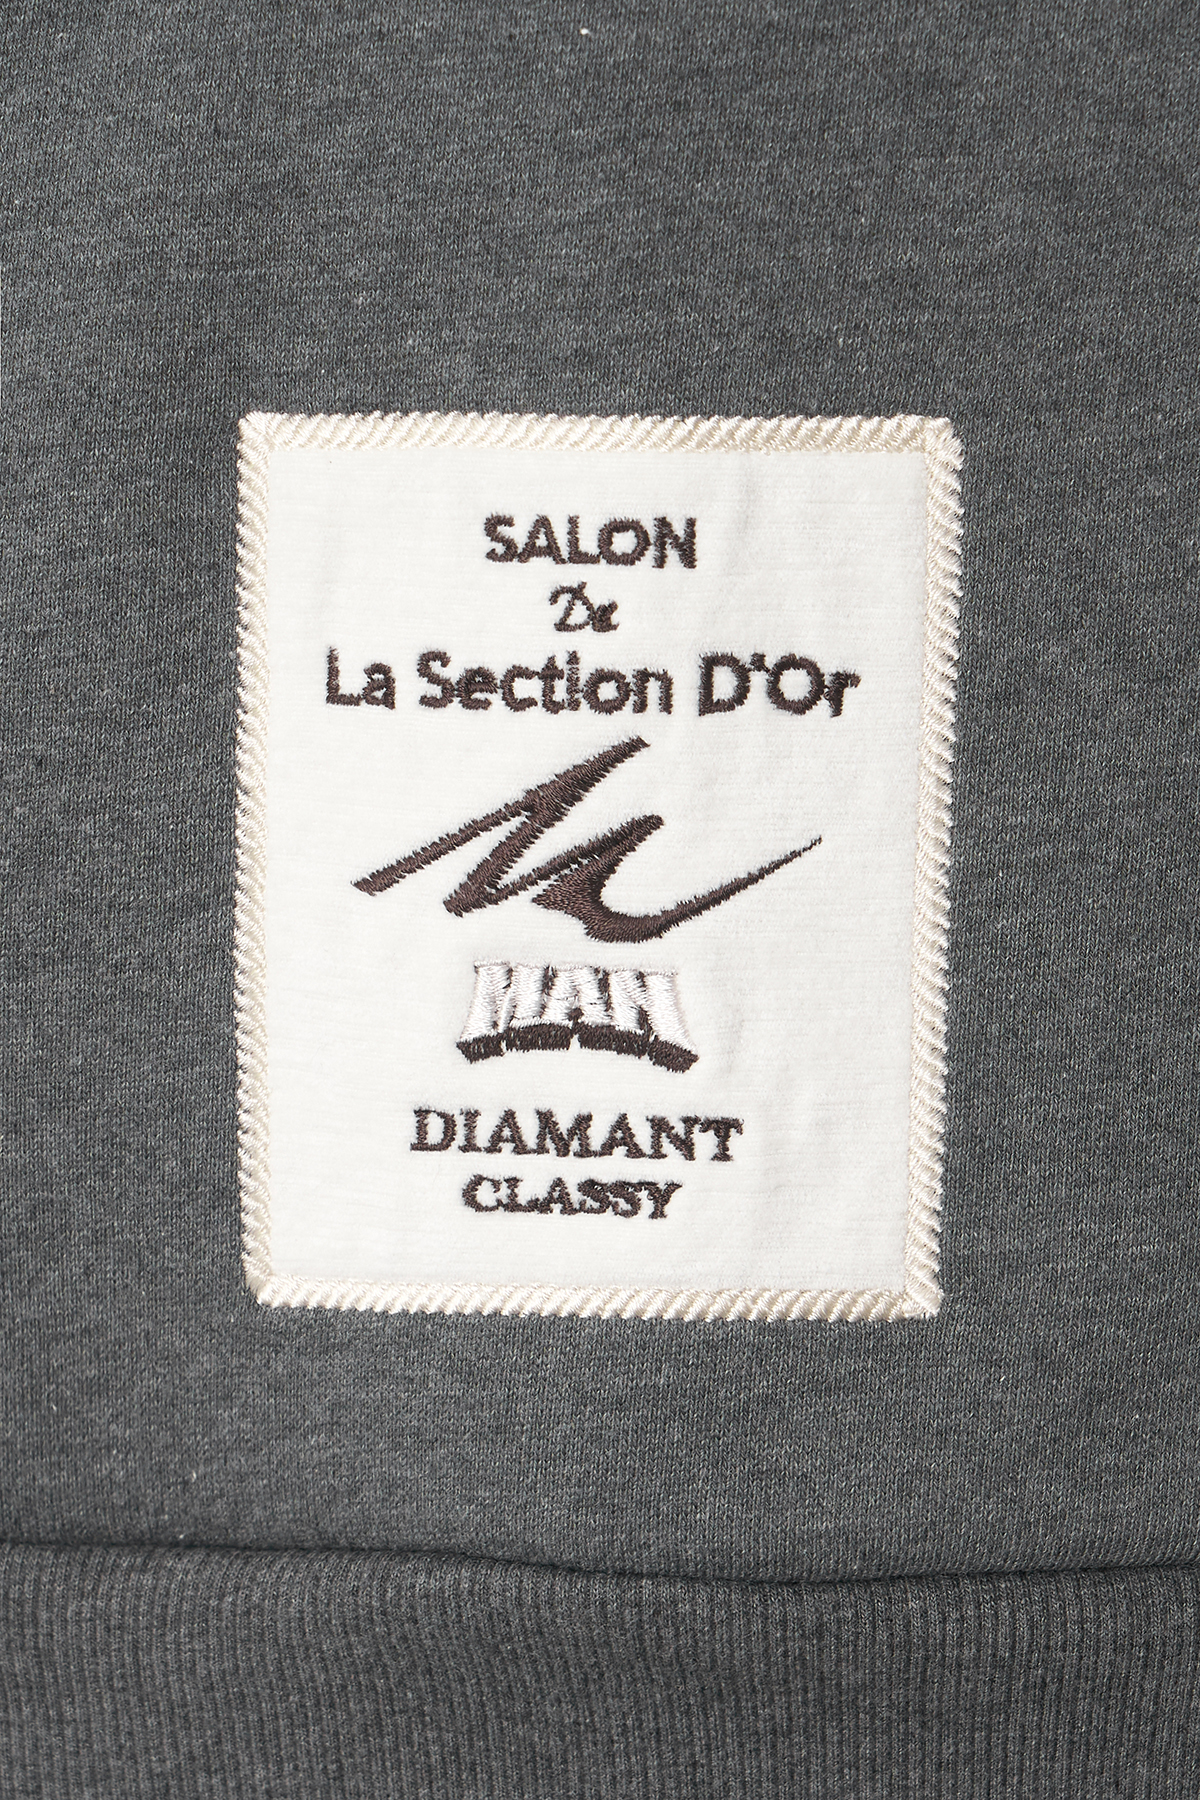 SALON
De
La Section D'Or
MAN
DIAMANT
CLASSY